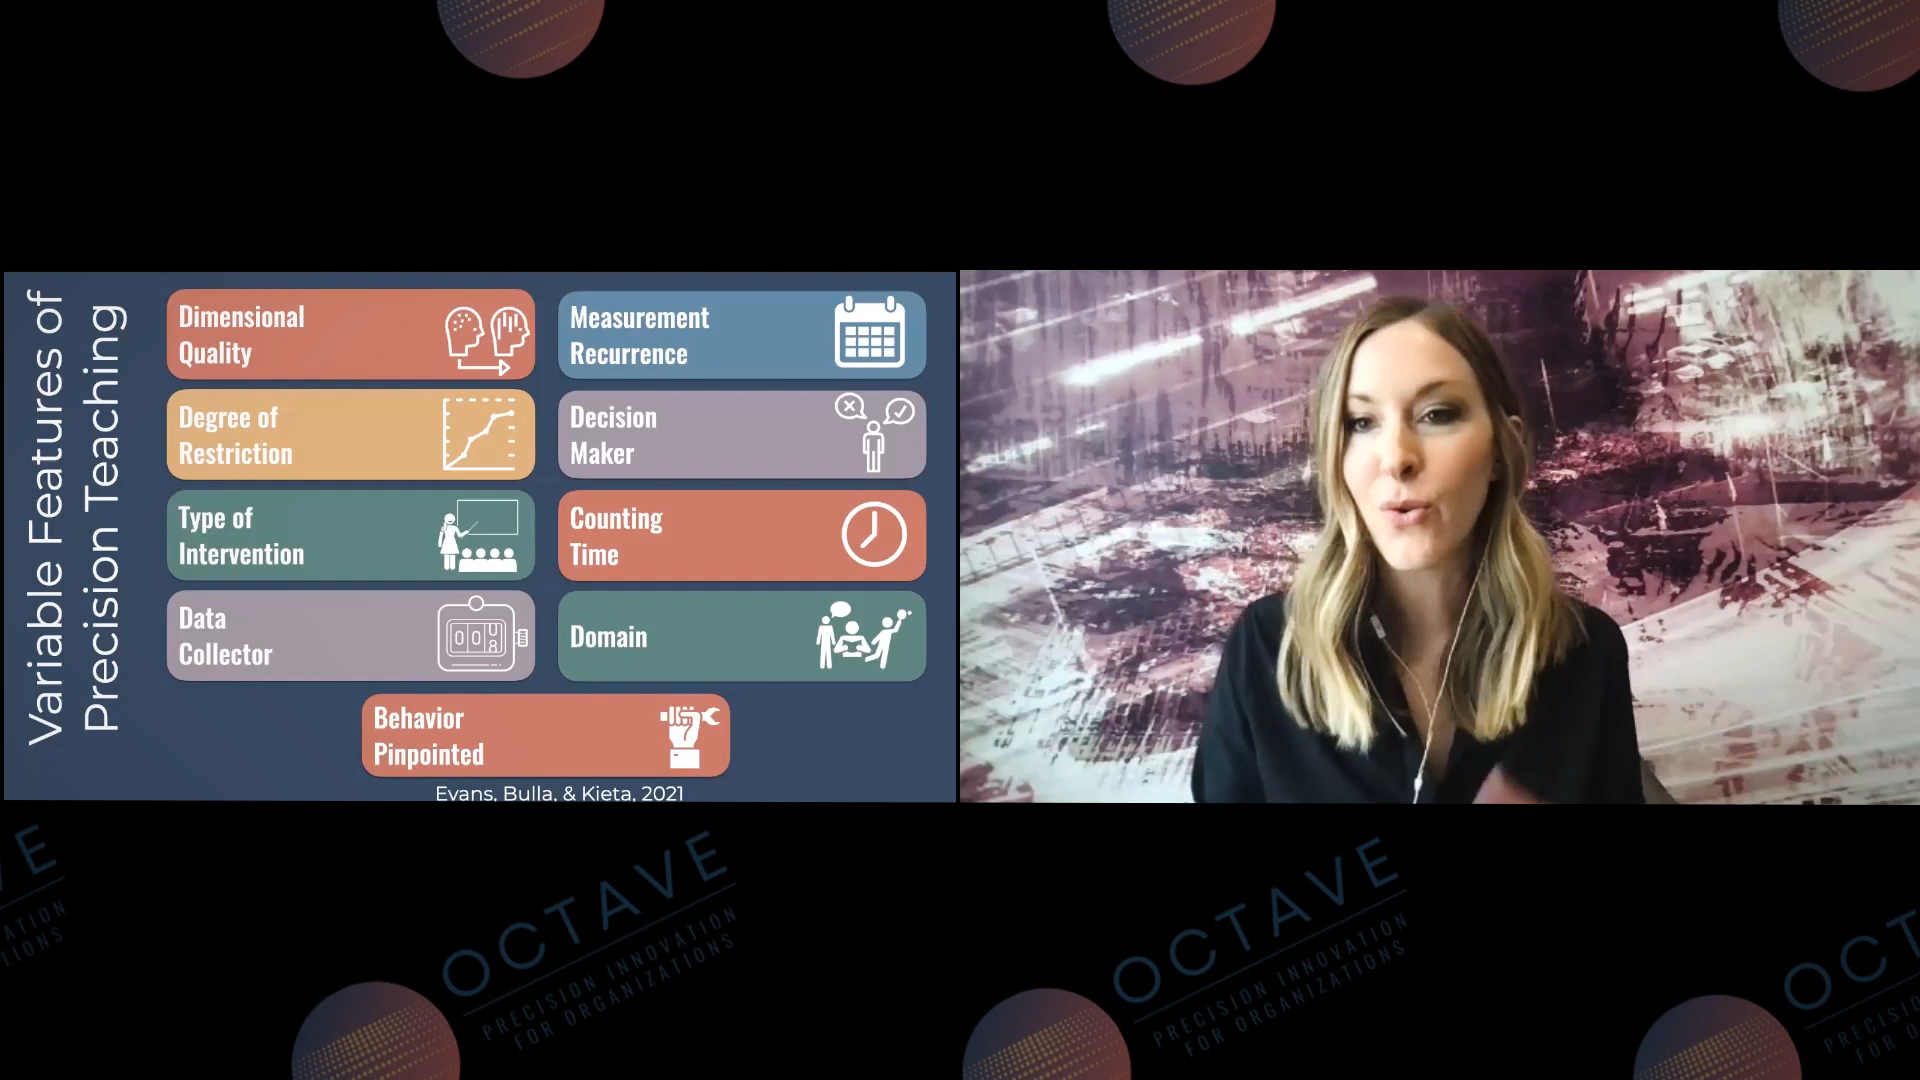 Variable Features of
Precision Teaching
Dimensional
Quality
Measurement
Recurrence
Degree of
Restriction
Decision
Maker
Type of
Intervention
Counting
Time
Data
Collector
Domain
Behavior
Pinpointed
Evans, Bulla, & Kieta, 2021
OCTAVE
PRECISION INNOVATION
FOR ORGANIZATIONS
OCTAVE
PRECISION INNOVATION
FOR ORGANIZATIONS